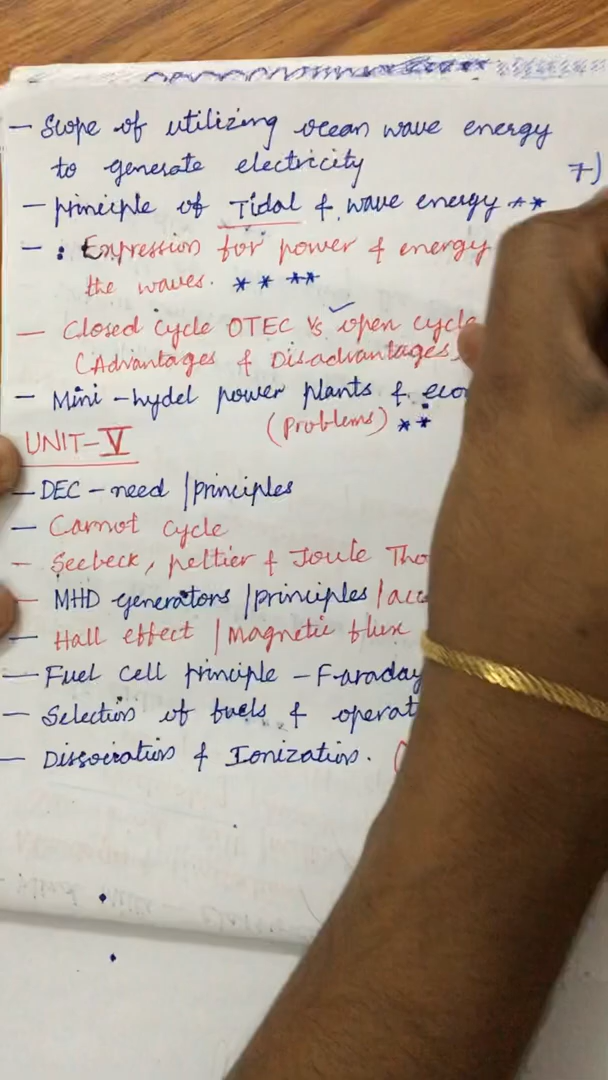 - Scope of utilizing ocean wave energy
to generate electricity
7)
- principle of Tidal & wave energy **
- : Expression for power & energy
the waves. ** **
- Closed cycle OTEC Vs open cycle
(Advantages & Disadvantages)
- Mini-hydel power plants &
(problems) **
UNIT-V
- DEC - need / principles
- Carnot cycle
- Seebeck, peltier & Joule
- MHD generators / principles /
- Hall effect / Magnetic flux
- Fuel cell principle - Faraday
- Selection of fuels &
- Dissociation & Ionization. (